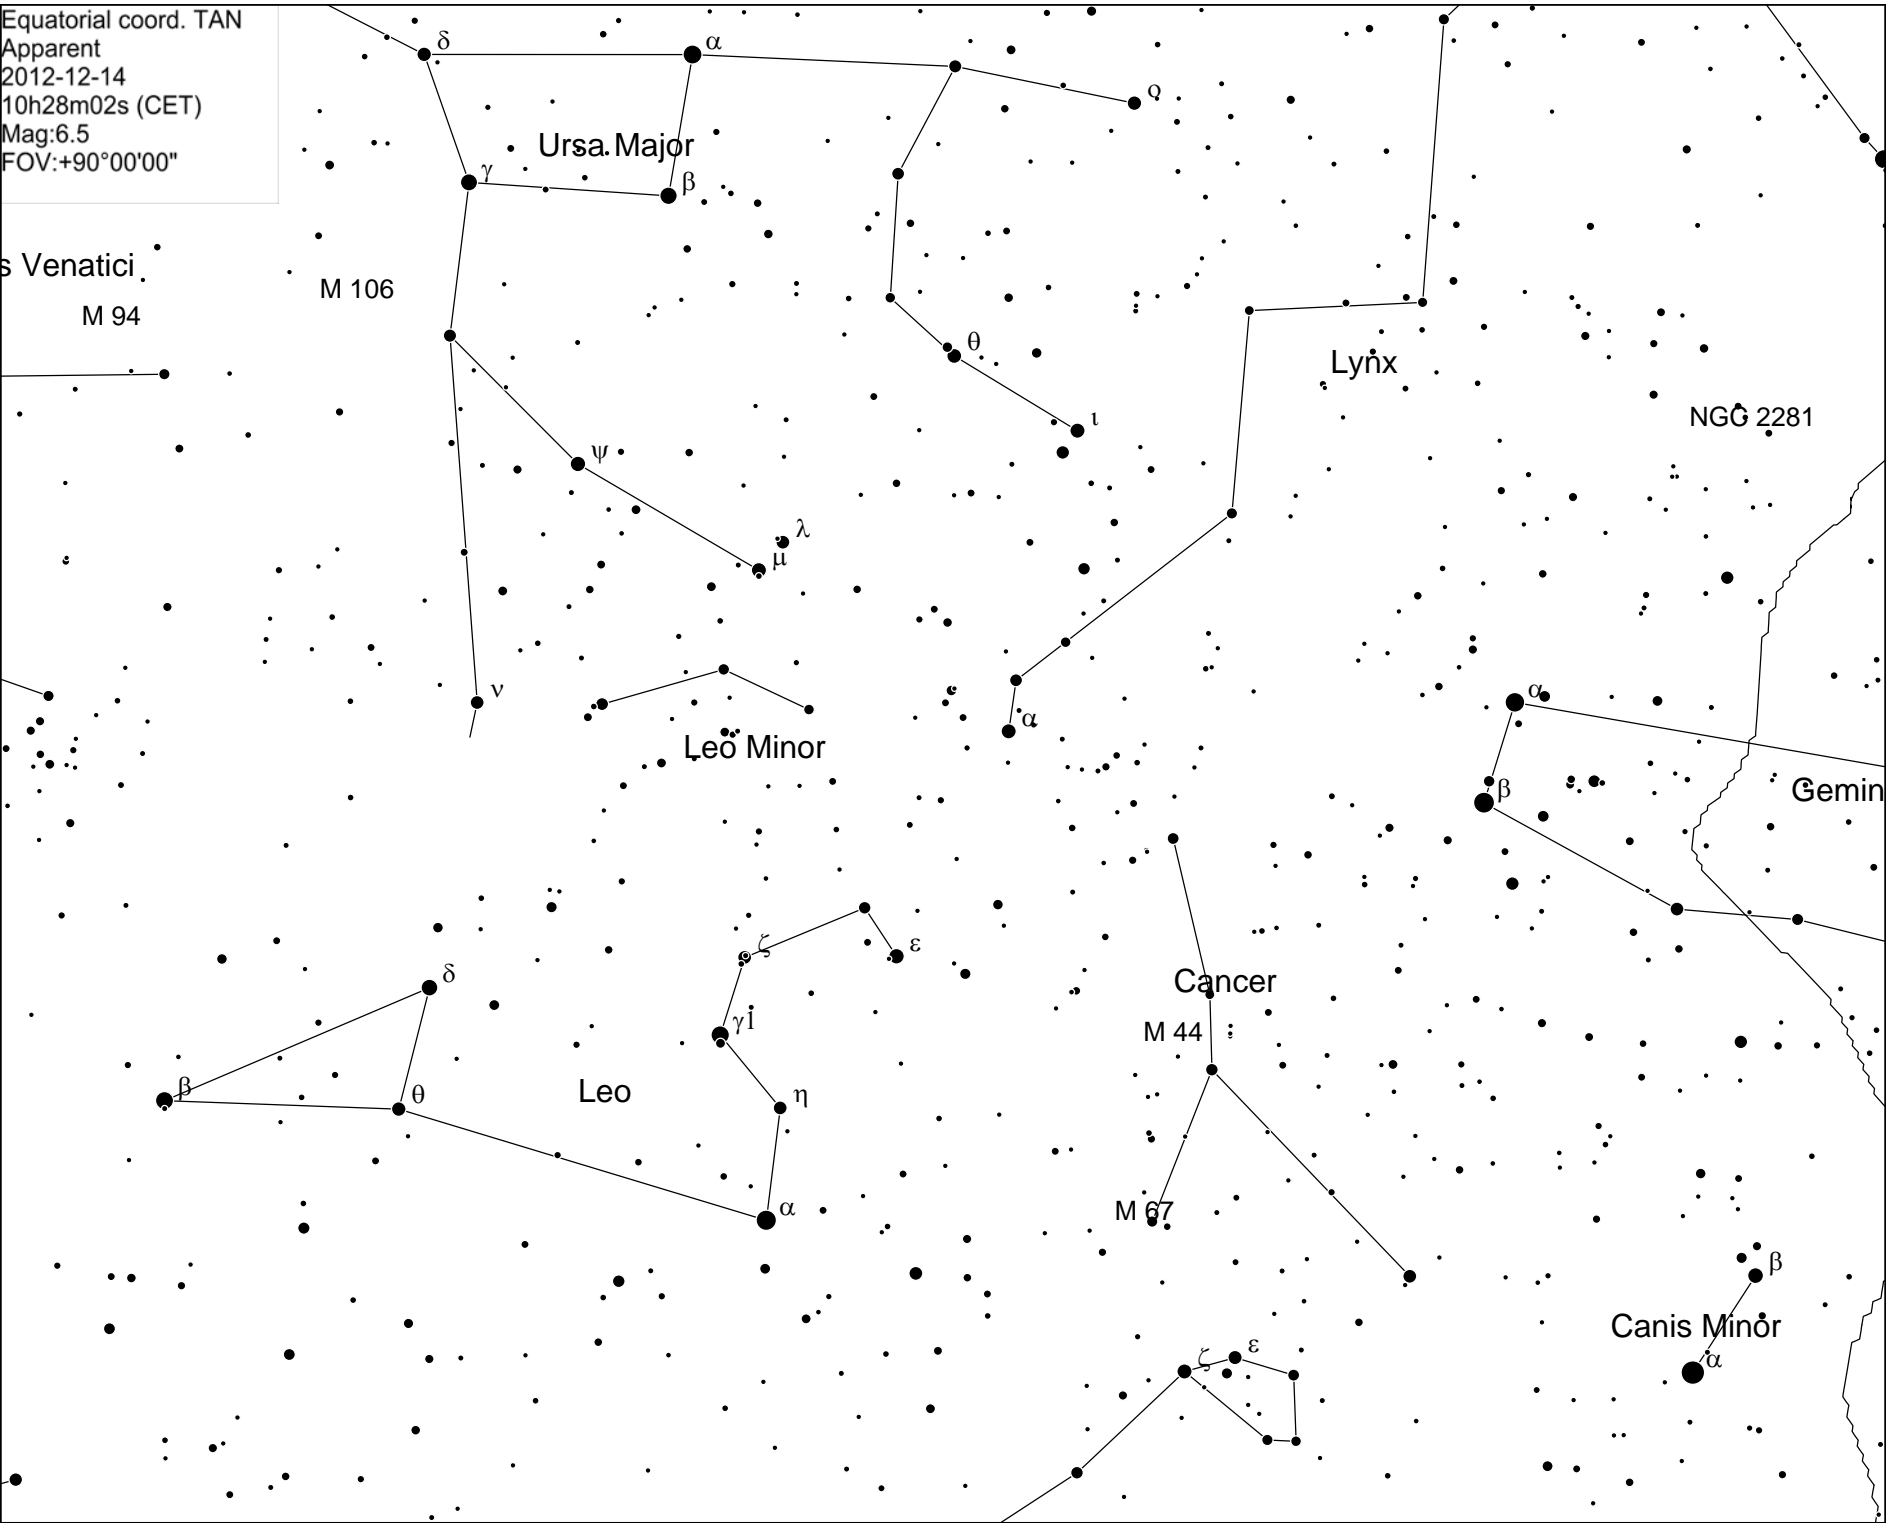 Equatorial coord. TAN
Apparent
2012-12-14
10h28m02s (CET)
Mag:6.5
FOV:+90°00'00"
δ
α
ο
Ursa Major
γ
β
s Venatici
M 106
M 94
θ
Lynx
NGC 2281
ι
ψ
λ
μ
ν
α
α
Leo Minor
β
Gemin
ζ
ε
δ
Cancer
γ1
M 44
β
θ
Leo
η
α
M 67
β
Canis Minor
ζ
ε
α